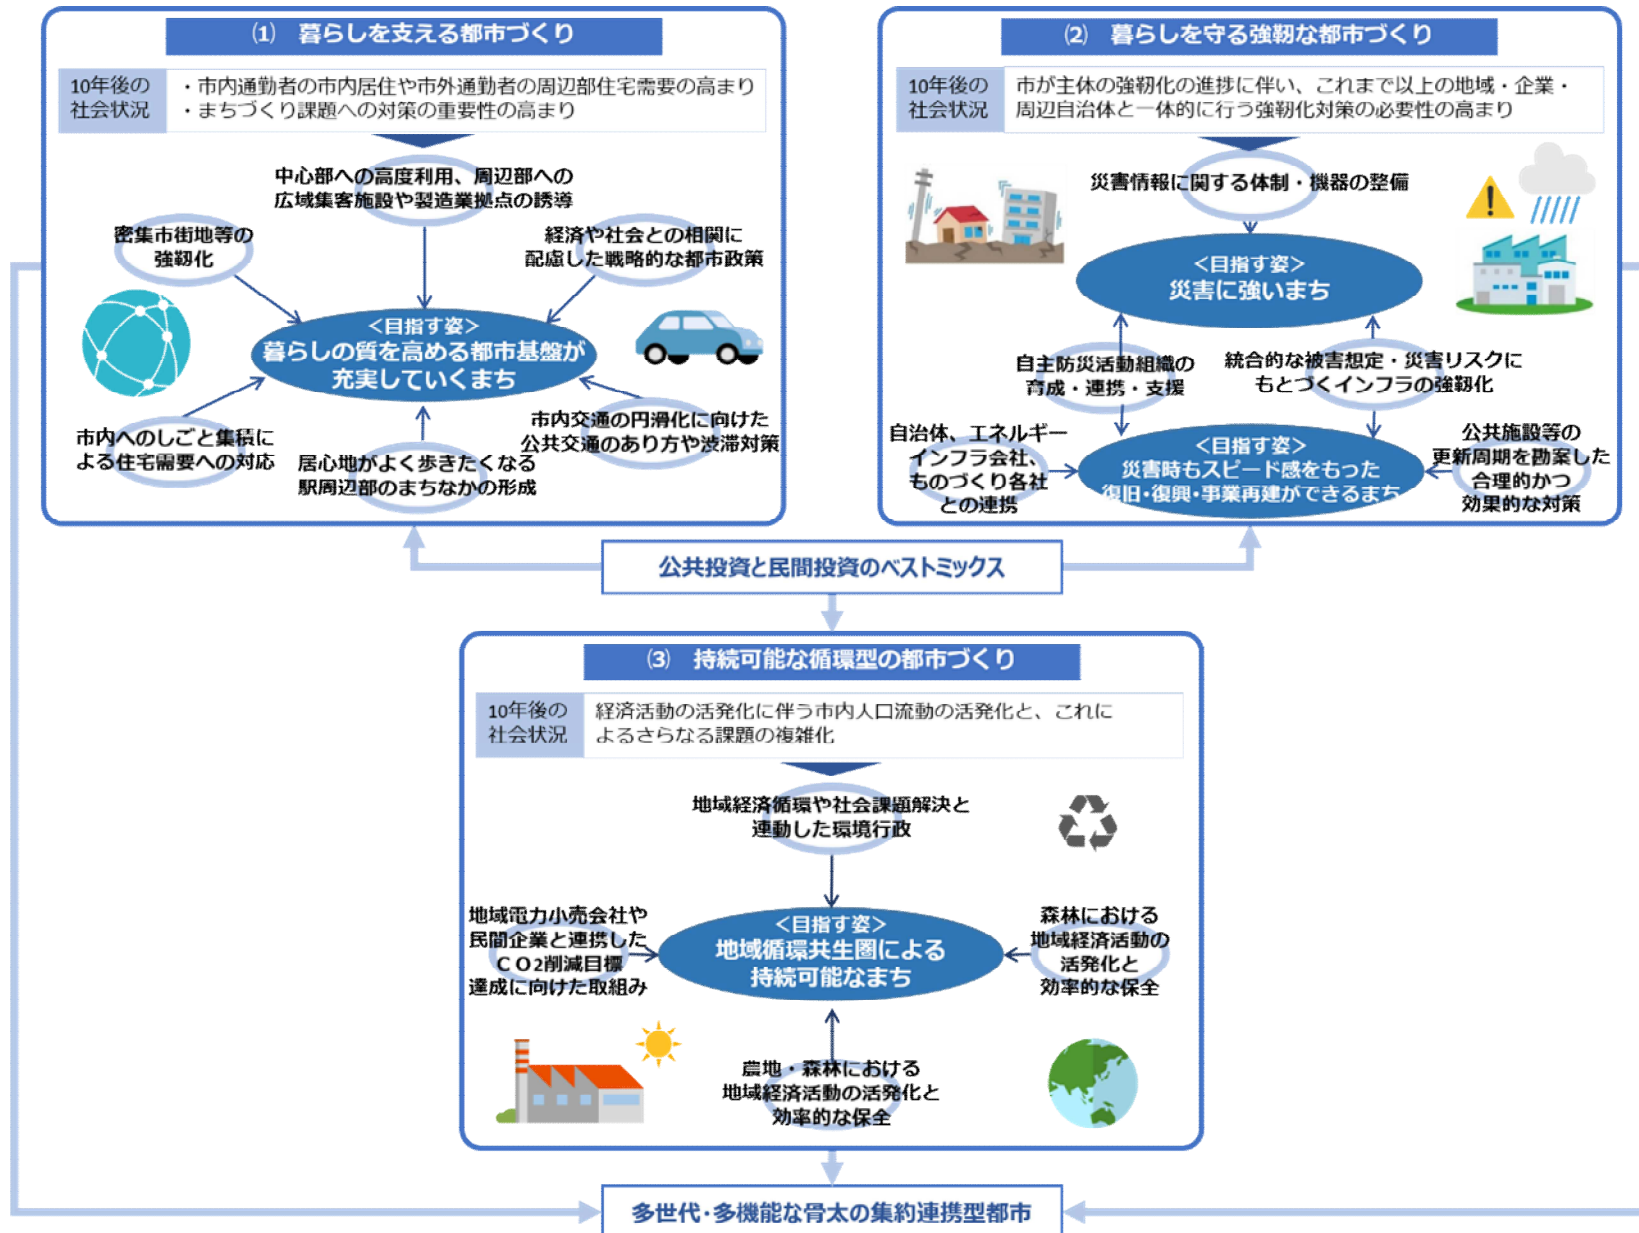 (1) 暮らしを支える都市づくり
10年後の
社会状況
・市内通勤者の市内居住や市外通勤者の周辺部住宅需要の高まり
・まちづくり課題への対策の重要性の高まり
中心部への高度利用、周辺部への
広域集客施設や製造業拠点の誘導
密集市街地等の
強靭化
経済や社会との相関に
配慮した戦略的な都市政策
<目指す姿>
暮らしの質を高める都市基盤が
充実していくまち
市内へのしごと集積に
よる住宅需要への対応
居心地がよく歩きたくなる
駅周辺部のまちなかの形成
市内交通の円滑化に向けた
公共交通のあり方や渋滞対策
(2) 暮らしを守る強靭な都市づくり
10年後の
社会状況
市が主体の強靭化の進捗に伴い、これまで以上の地域・企業・
周辺自治体と一体的に行う強靭化対策の必要性の高まり
災害情報に関する体制・機器の整備
<目指す姿>
災害に強いまち
自主防災活動組織の
育成・連携・支援
統合的な被害想定・災害リスクに
もとづくインフラの強靭化
自治体、エネルギー
インフラ会社、
ものづくり各社
との連携
<目指す姿>
災害時もスピード感をもった
復旧・復興・事業再建ができるまち
公共施設等の
更新周期を勘案した
合理的かつ
効果的な対策
公共投資と民間投資のベストミックス
(3) 持続可能な循環型の都市づくり
10年後の
社会状況
経済活動の活発化に伴う市内人口流動の活発化と、これに
よるさらなる課題の複雑化
地域経済循環や社会課題解決と
連動した環境行政
地域電力小売会社や
民間企業と連携した
CO2削減目標
達成に向けた取組み
<目指す姿>
地域循環共生圏による
持続可能なまち
森林における
地域経済活動の
活発化と
効率的な保全
農地・森林における
地域経済活動の活発化と
効率的な保全
多世代・多機能な骨太の集約連携型都市